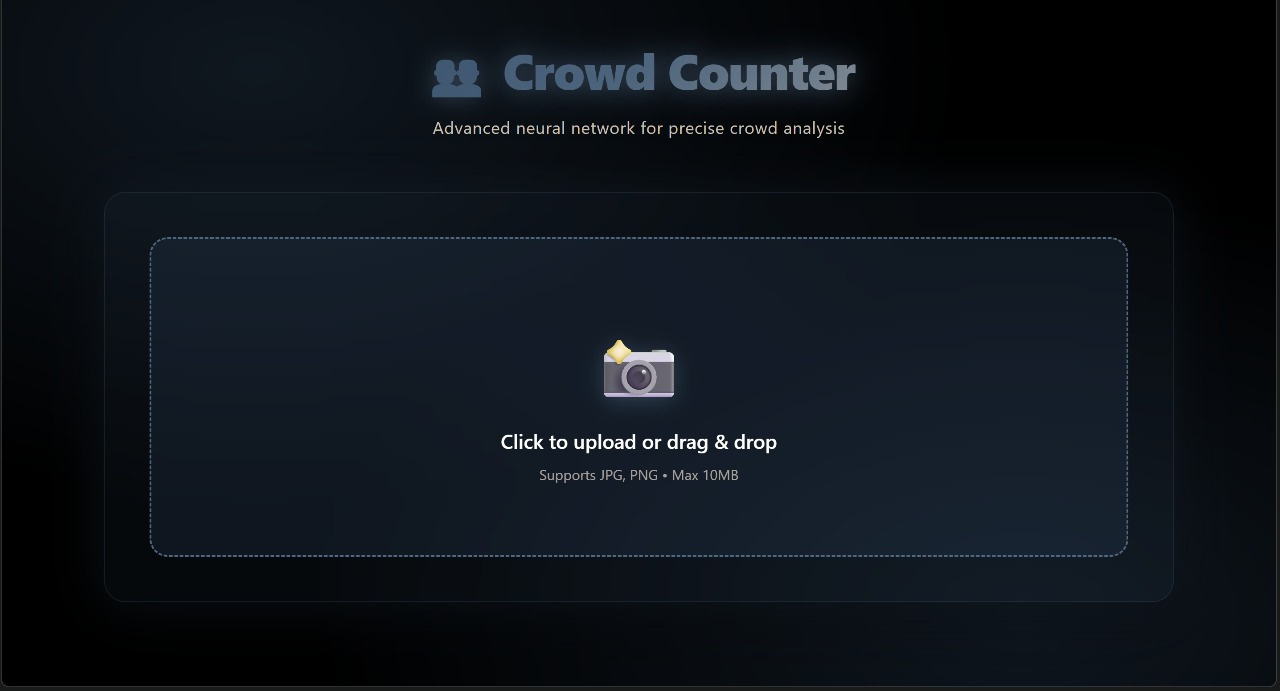 Crowd Counter
Advanced neural network for precise crowd analysis
Click to upload or drag & drop
Supports JPG, PNG • Max 10MB